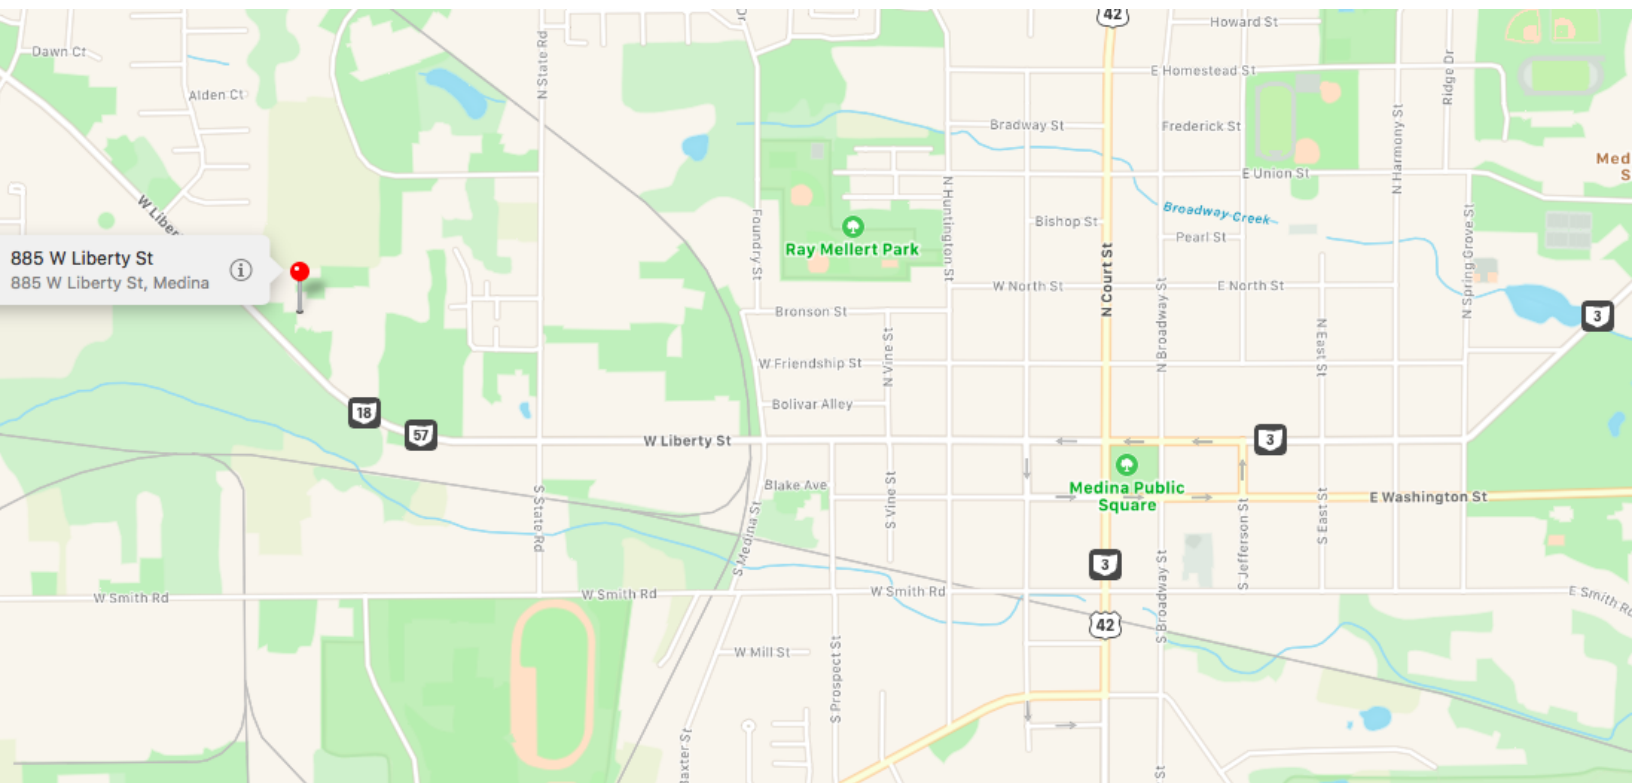 42
Howard St
Dawn Ct
N State Rd
E Homestead St
Ridge Dr
Alden Ct
Bradway St
Frederick St
N Harmony St
Med
S
E Union St
W Liber
Foundry St
N Huntington St
Broadway Creek
Bishop St
Pearl St
N Spring Grove St
Ray Mellert Park
885 W Liberty St
885 W Liberty St, Medina
N Court St
W North St
E North St
N Broadway St
Bronson St
3
N East St
N Vine St
W Friendship St
Bolivar Alley
18
57
W Liberty St
3
Blake Ave
Medina Public
Square
E Washington St
S State Rd
S Vine St
S Medina St
S Jefferson St
S East St
3
S Broadway St
W Smith Rd
W Smith Rd
W Smith Rd
E Smith R
42
W Mill St
S Prospect St
axter St
St